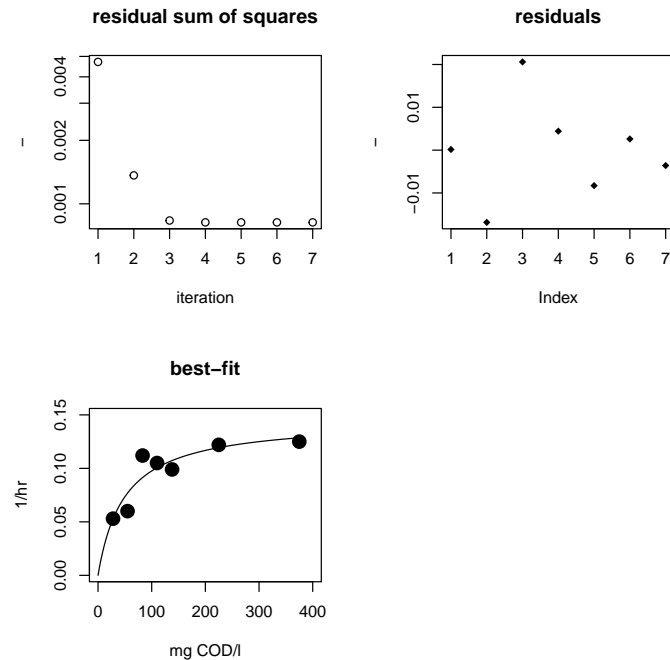 residual sum of squares
0.004
0.002
0.001
−
1 2 3 4 5 6 7
iteration
residuals
0.01
−0.01
−
1 2 3 4 5 6 7
Index
best−fit
0.15
0.10
0.05
0.00
1/hr
0 100 200 300 400
mg COD/l